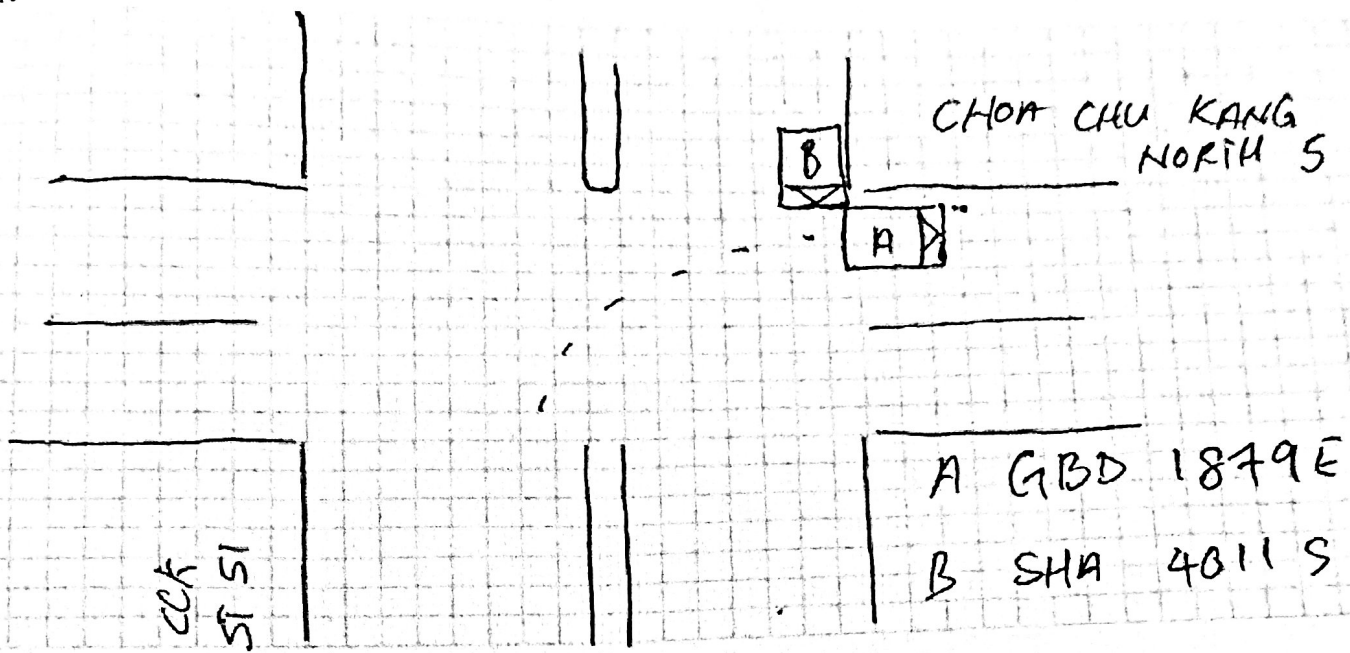 CHOA CHU KANG
NORTH 5
B
A
A GBD 1879E
B SHA 4011 S
CCK
ST 51